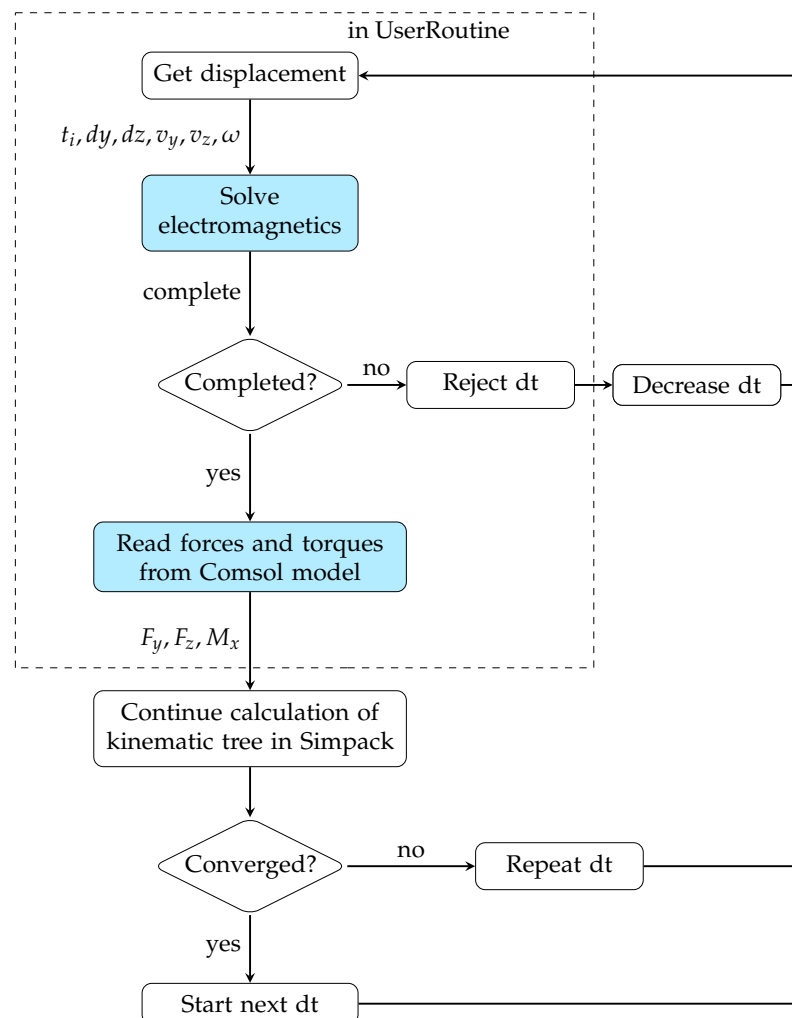 in UserRoutine
Get displacement
t_i, dy, dz, v_y, v_z, ω
Solve
electromagnetics
complete
Completed?
no
Reject dt
Decrease dt
yes
Read forces and torques
from Comsol model
F_y, F_z, M_x
Continue calculation of
kinematic tree in Simpack
Converged?
no
Repeat dt
yes
Start next dt